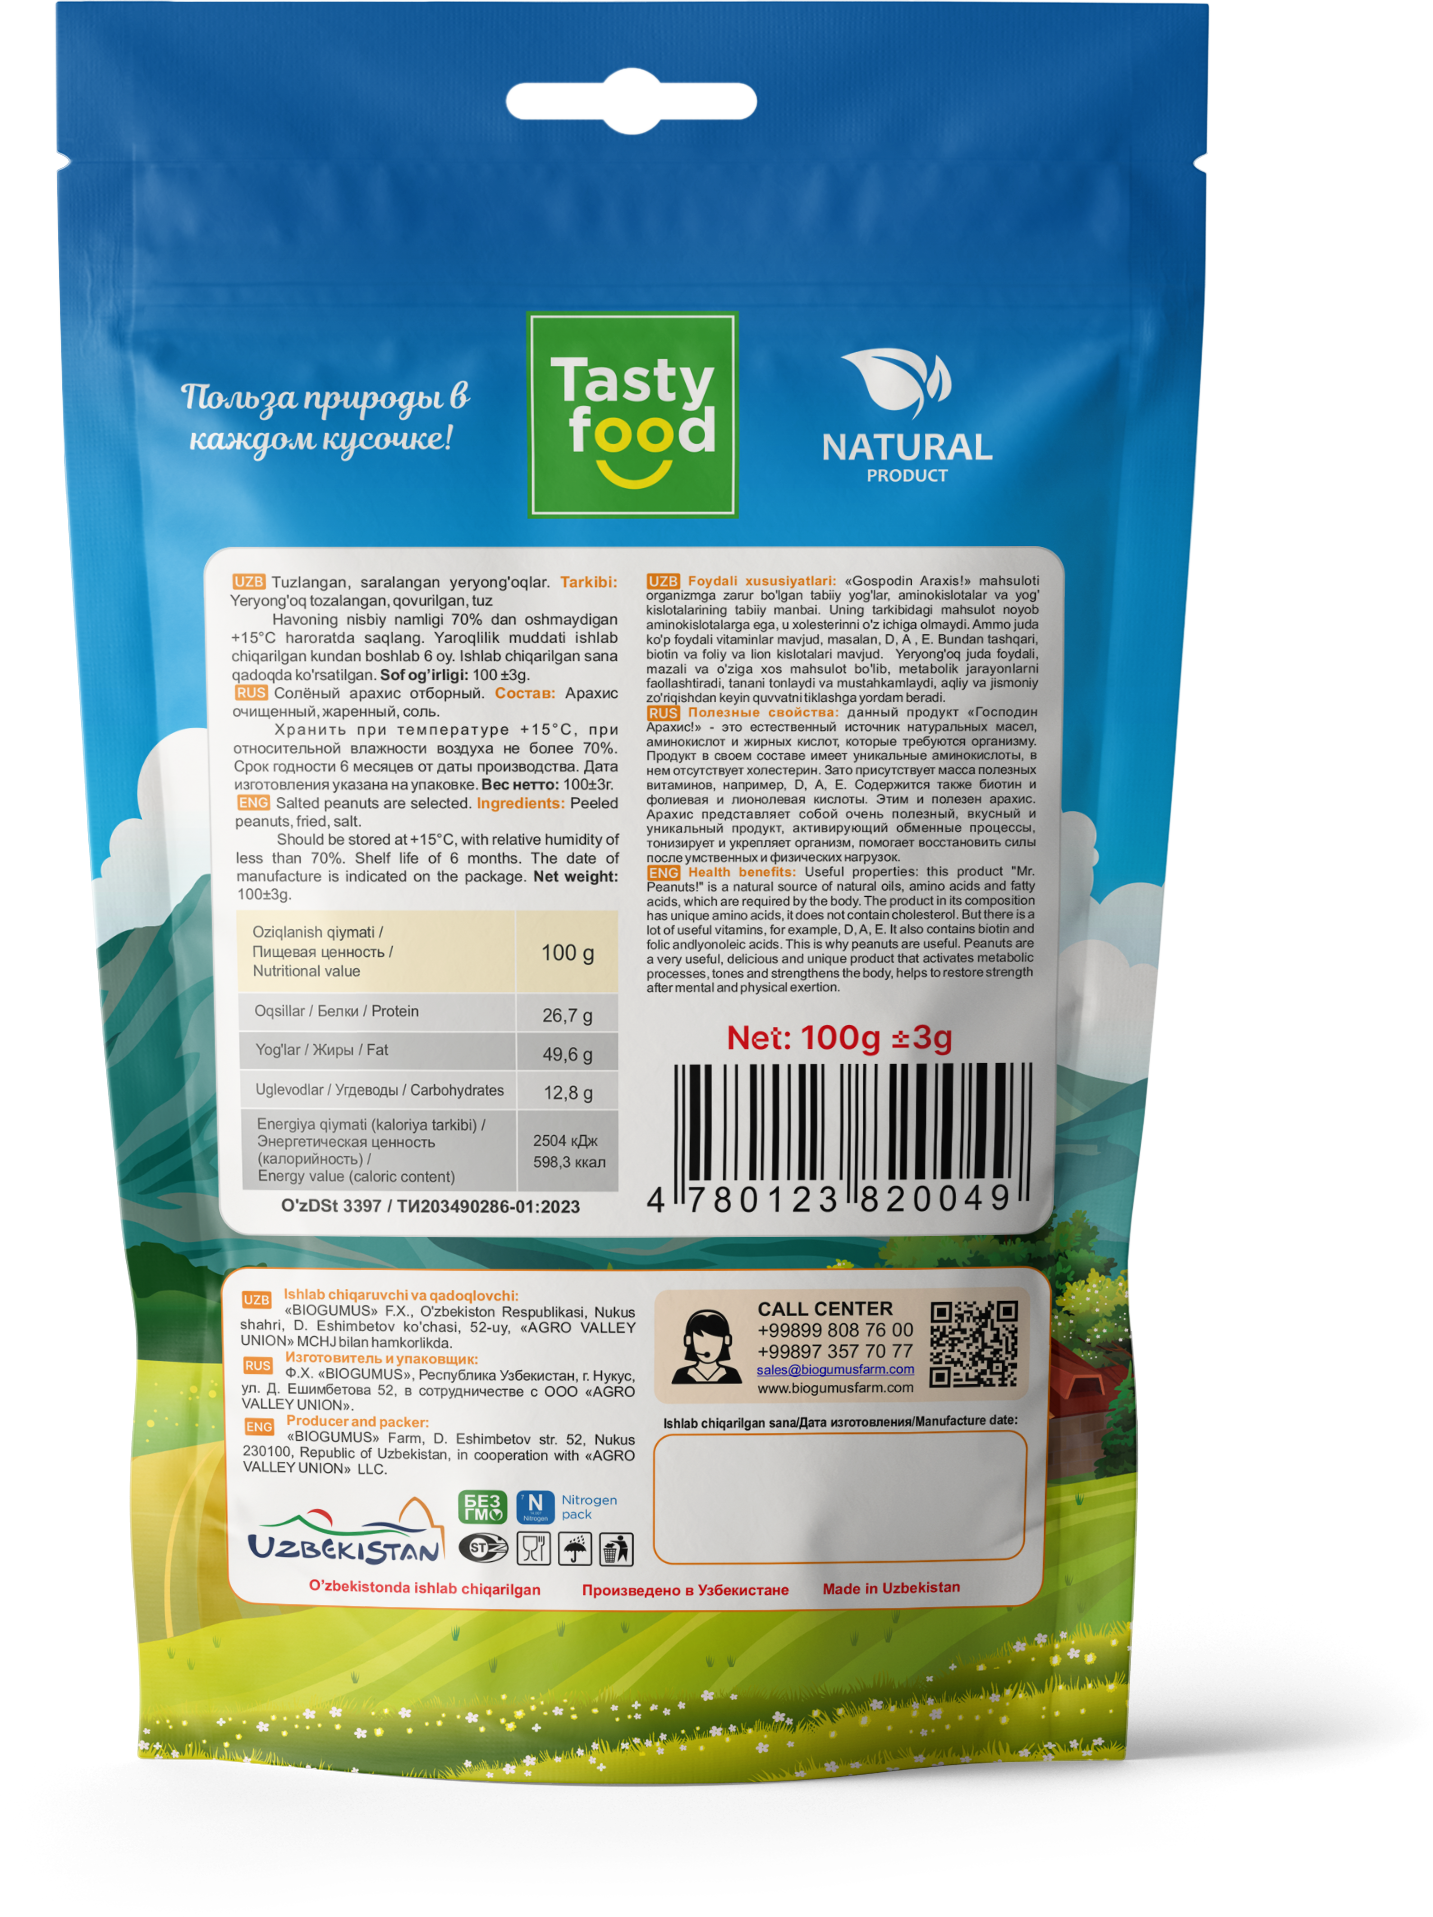 Польза природы в
каждом кусочке!
Tasty
food
NATURAL
PRODUCT
UZB Tuzlangan, saralangan yeryong'oqlar. Tarkibi:
Yeryong'oq tozalangan, qovurilgan, tuz
Havoning nisbiy namligi 70% dan oshmaydigan
+15°C haroratda saqlang. Yaroqlilik muddati ishlab
chiqarilgan kundan boshlab 6 oy. Ishlab chiqarilgan sana
qadoqda ko'rsatilgan. Sof og'irligi: 100 ±3g.
RUS Солёный арахис отборный. Состав: Арахис
очищенный, жаренный, соль.
Хранить при температуре +15°C, при
относительной влажности воздуха не более 70%.
Срок годности 6 месяцев от даты производства. Дата
изготовления указана на упаковке. Вес нетто: 100±3г.
ENG Salted peanuts are selected. Ingredients: Peeled
peanuts, fried, salt.
Should be stored at +15°C, with relative humidity of
less than 70%. Shelf life of 6 months. The date of
manufacture is indicated on the package. Net weight:
100±3g.
Oziqlanish qiymati /
Пищевая ценность /
Nutritional value
100 g
Oqsillar / Белки / Protein
26,7 g
Yog'lar / Жиры / Fat
49,6 g
Uglevodlar / Угдеводы / Carbohydrates
12,8 g
Energiya qiymati (kaloriya tarkibi) /
Энергетическая ценность
(калорийность) /
Energy value (caloric content)
2504 кДж
598,3 ккал
O'zDSt 3397 / ТИ203490286-01:2023
UZB Foydali xususiyatlari: «Gospodin Araxis!» mahsuloti
organizmga zarur bo'lgan tabiiy yog'lar, aminokislotalar va yog'
kislotalarining tabiiy manbai. Uning tarkibidagi mahsulot noyob
aminokislotalarga ega, u xolesterinni o'z ichiga olmaydi. Ammo juda
ko'p foydali vitaminlar mavjud, masalan, D, A , E. Bundan tashqari,
biotin va foliy va lion kislotalari mavjud. Yeryong'oq juda foydali,
mazali va o'ziga xos mahsulot bo'lib, metabolik jarayonlarni
faollashtiradi, tanani tonlaydi va mustahkamlaydi, aqliy va jismoniy
zo'riqishdan keyin quvvatni tiklashga yordam beradi.
RUS Полезные свойства: данный продукт «Господин
Арахис!» - это естественный источник натуральных масел,
аминокислот и жирных кислот, которые требуются организму.
Продукт в своем составе имеет уникальные аминокислоты, в
нем отсутствует холестерин. Зато присутствует масса полезных
витаминов, например, D, A, E. Содержится также биотин и
фолиевая и лионолевая кислоты. Этим и полезен арахис.
Арахис представляет собой очень полезный, вкусный и
уникальный продукт, активирующий обменные процессы,
тонизирует и укрепляет организм, помогает восстановить силы
после умственных и физических нагрузок.
ENG Health benefits: Useful properties: this product "Mr.
Peanuts!" is a natural source of natural oils, amino acids and fatty
acids, which are required by the body. The product in its composition
has unique amino acids, it does not contain cholesterol. But there is a
lot of useful vitamins, for example, D, A, E. It also contains biotin and
folic andlyonoleic acids. This is why peanuts are useful. Peanuts are
a very useful, delicious and unique product that activates metabolic
processes, tones and strengthens the body, helps to restore strength
after mental and physical exertion.
Net: 100g ±3g
4 780123 820049
UZB Ishlab chiqaruvchi va qadoqlovchi:
«BIOGUMUS» F.X., O'zbekiston Respublikasi, Nukus
shahri, D. Eshimbetov ko'chasi, 52-uy, «AGRO VALLEY
UNION» MCHJ bilan hamkorlikda.
RUS Изготовитель и упаковщик:
Ф.Х. «BIOGUMUS», Республика Узбекистан, г. Нукус,
ул. Д. Ешимбетова 52, в сотрудничестве с ООО «AGRO
VALLEY UNION».
ENG Producer and packer:
«BIOGUMUS» Farm, D. Eshimbetov str. 52, Nukus
230100, Republic of Uzbekistan, in cooperation with «AGRO
VALLEY UNION» LLC.
CALL CENTER
+99899 808 76 00
+99897 357 70 77
sales@biogumusfarm.com
www.biogumusfarm.com
Ishlab chiqarilgan sana/Дата изготовления/Manufacture date:
UZBEKISTAN
БЕЗ
ГМО
7
N
Nitrogen
Nitrogen
pack
ST
O'zbekistonda ishlab chiqarilgan Произведено в Узбекистане Made in Uzbekistan